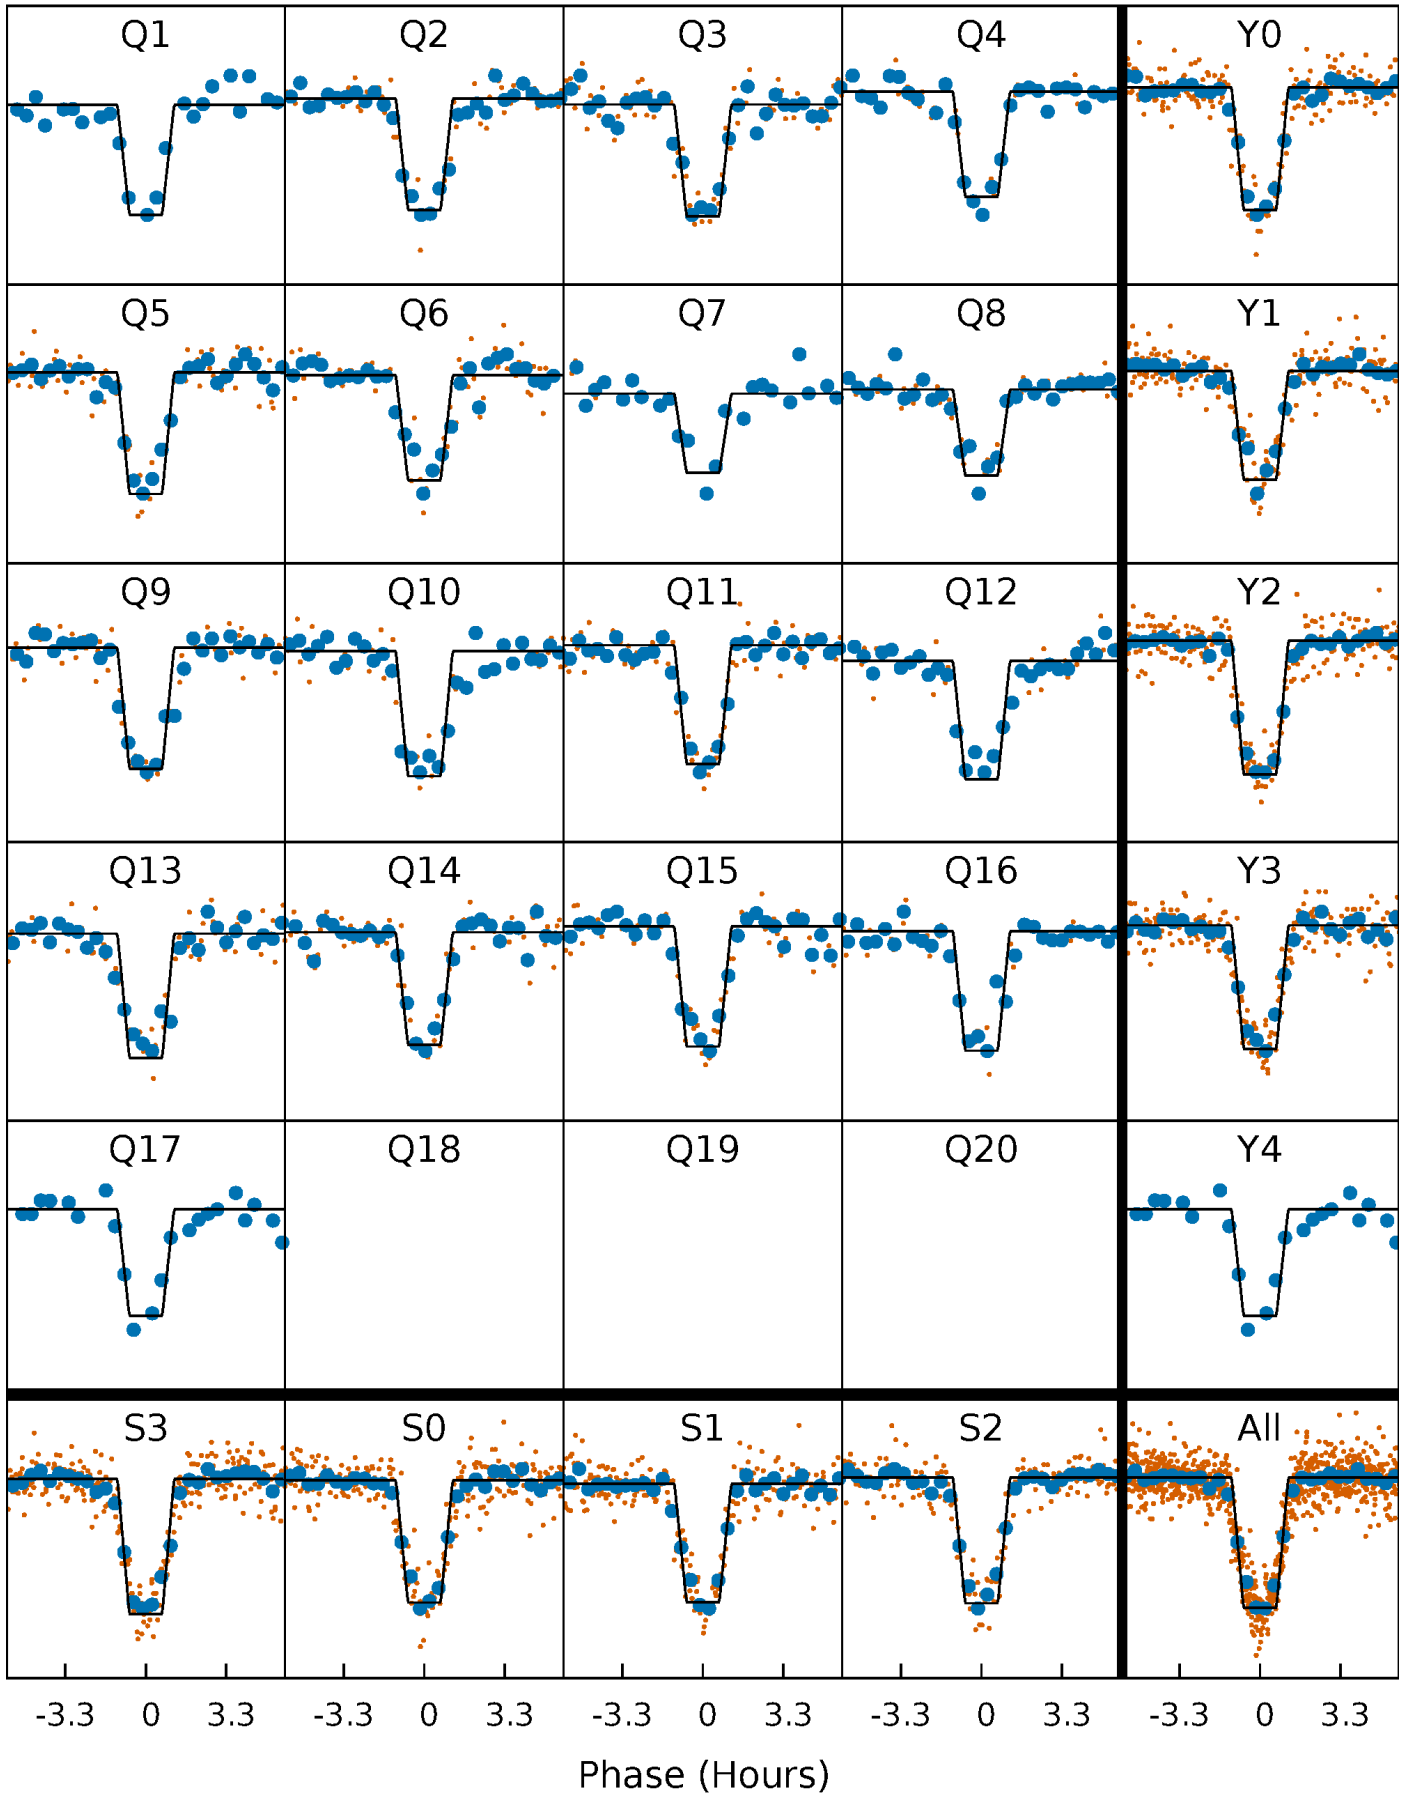 Q1 Q2 Q3 Q4 Y0
Q5 Q6 Q7 Q8 Y1
Q9 Q10 Q11 Q12 Y2
Q13 Q14 Q15 Q16 Y3
Q17 Q18 Q19 Q20 Y4
S3 S0 S1 S2 All
-3.3 0 3.3 -3.3 0 3.3 -3.3 0 3.3 -3.3 0 3.3 -3.3 0 3.3
Phase (Hours)